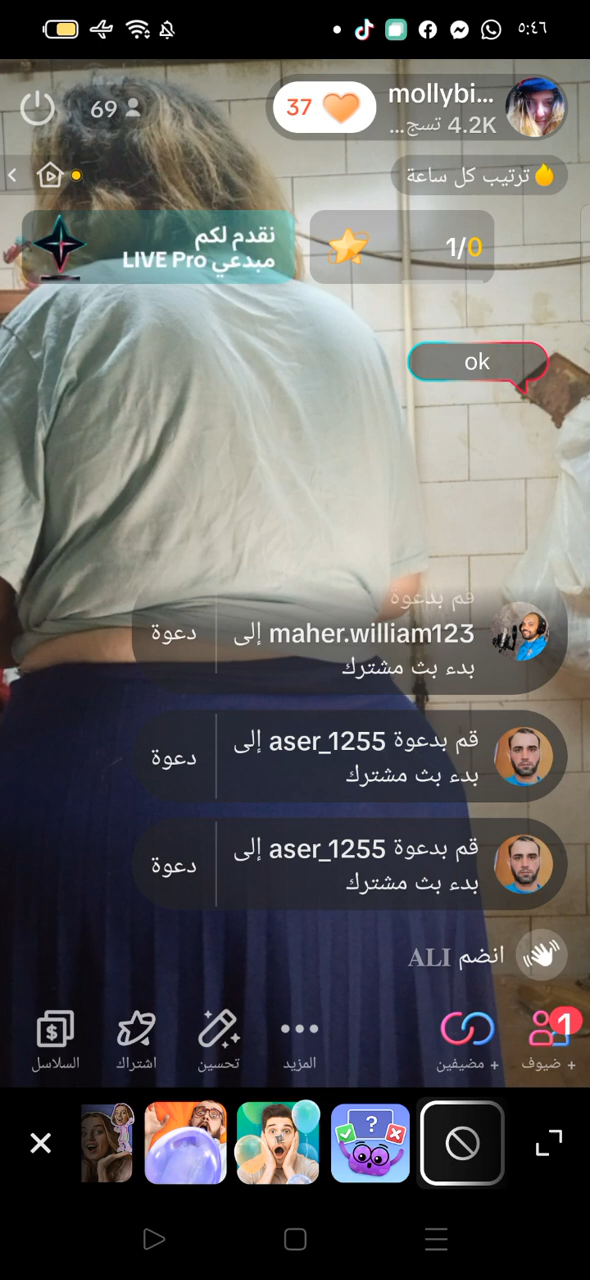 ٥:٤٦
mollybi...
37
69
4.2K تسج...
ترتيب كل ساعة
1/0
نقدم لكم
مبدعي LIVE Pro
ok
قم بدعوة
maher.william123 إلى
بدء بث مشترك
دعوة
قم بدعوة aser_1255 إلى
بدء بث مشترك
دعوة
قم بدعوة aser_1255 إلى
بدء بث مشترك
دعوة
انضم ALI
1
+ ضيوف
+ مضيفين
المزيد
تحسين
اشتراك
السلاسل